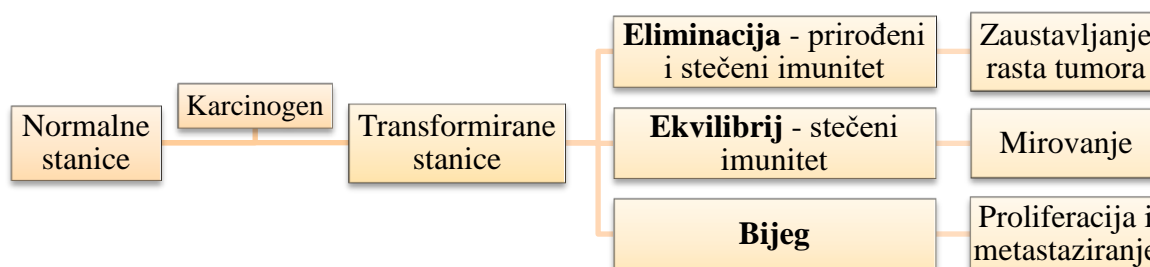 Normalne
stanice
Karcinogen
Transformirane
stanice
Eliminacija - prirođeni
i stečeni imunitet
Zaustavljanje
rasta tumora
Ekvilibrij - stečeni
imunitet
Mirovanje
Bijeg
Proliferacija i
metastaziranje